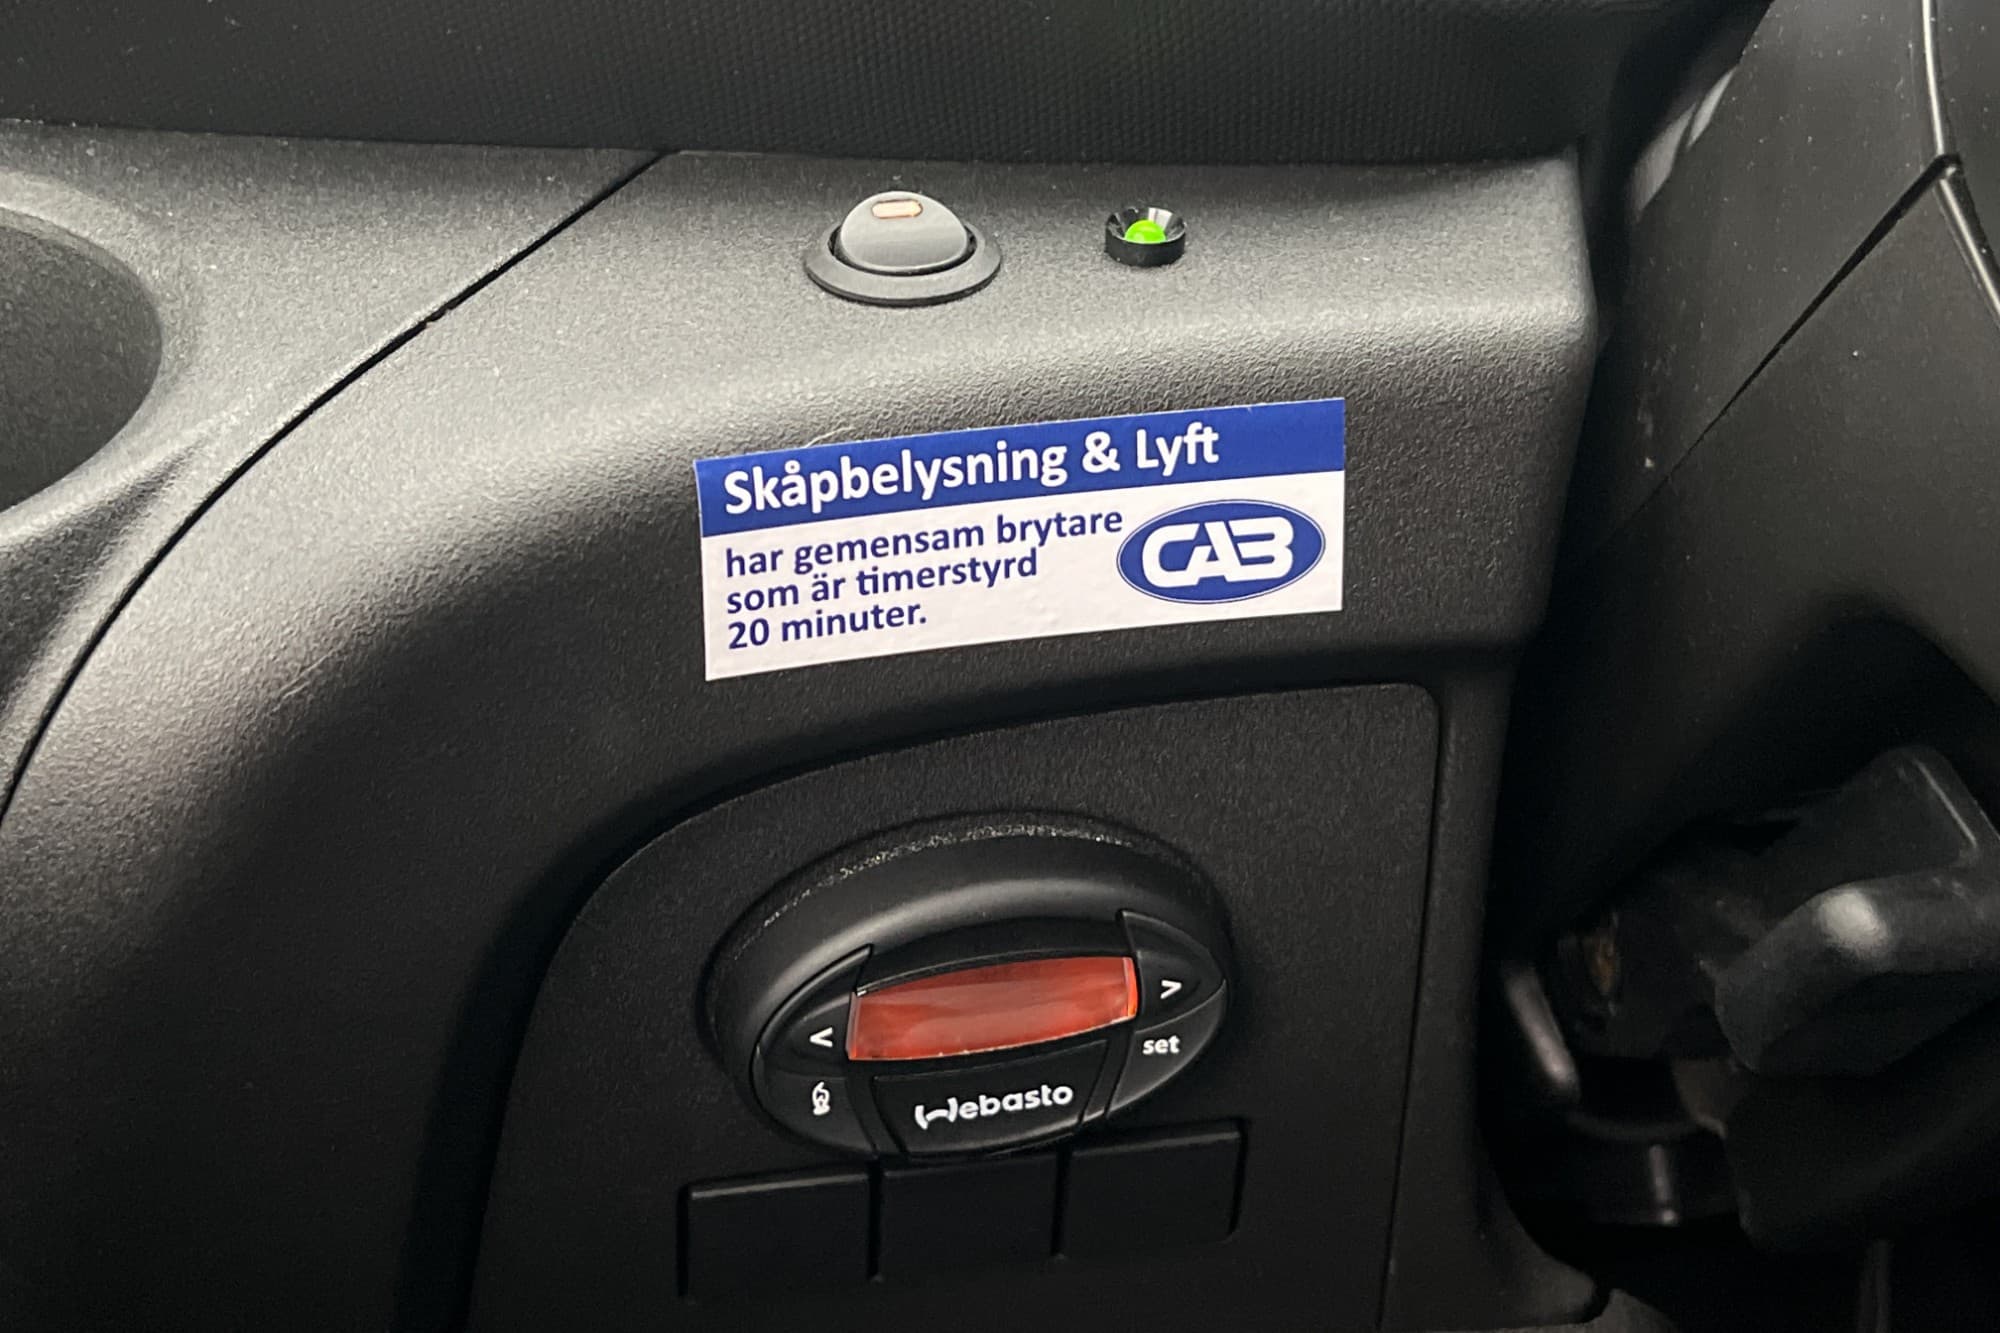 Skåpbelysning & Lyft
har gemensam brytare
som är timerstyrd
20 minuter.
CAB
<
>
set
Webasto